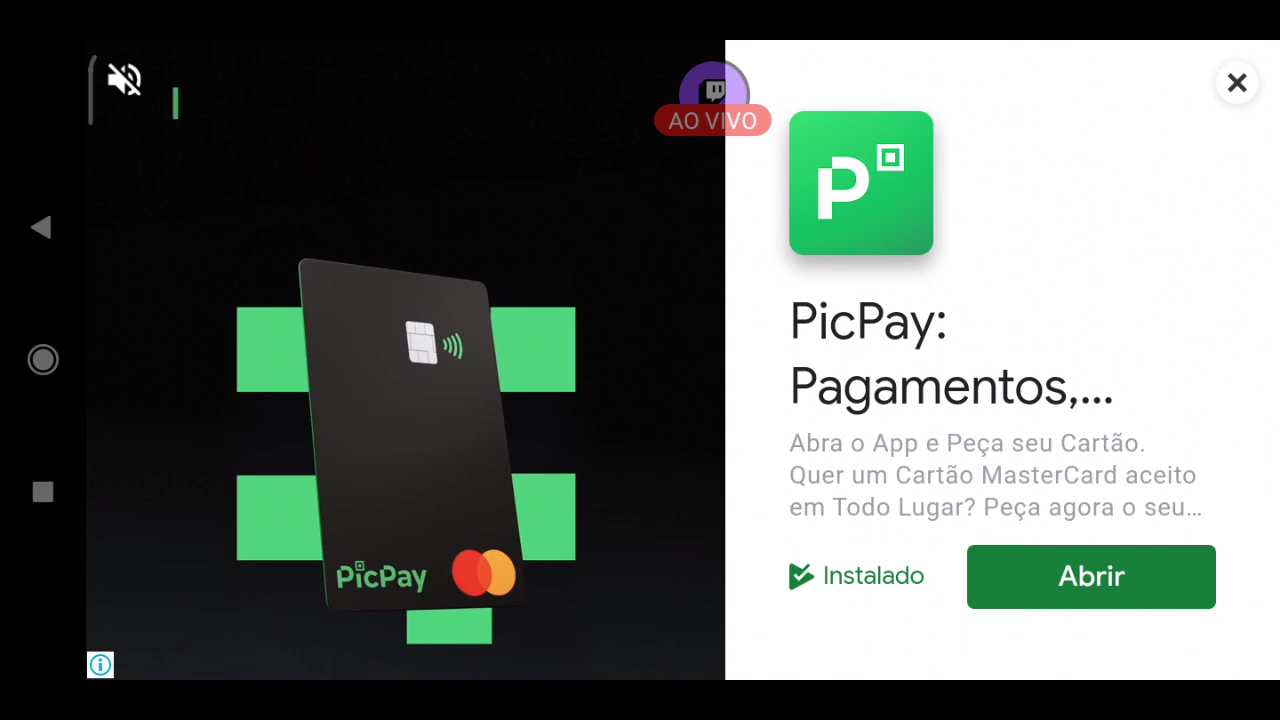 AO VIVO
P
PicPay:
Pagamentos,...
Abra o App e Peça seu Cartão.
Quer um Cartão MasterCard aceito
em Todo Lugar? Peça agora o seu...
Instalado
Abrir
PicPay